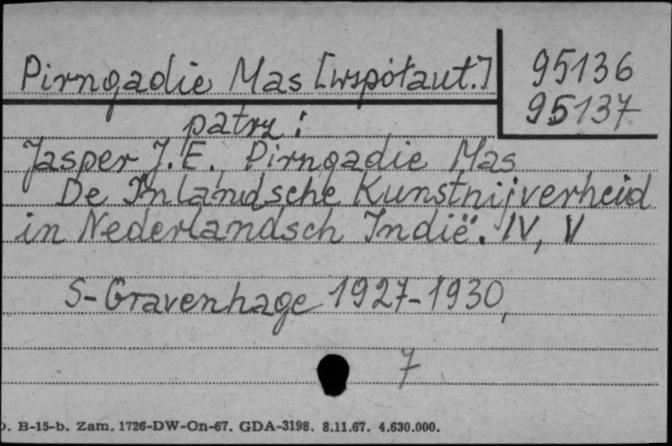 Pirngadie Mas [współaut.] 95136
95137
patrz:
Jasper J.E., Pirngadie Mas
De Inlandsche Kunstnijverheid
in Nederlandsch Indië. IV, V
S-Gravenhage 1927-1930,
7
). B-15-b. Zam. 1726-DW-On-67. GDA-3198. 8.11.67. 4.630.000.